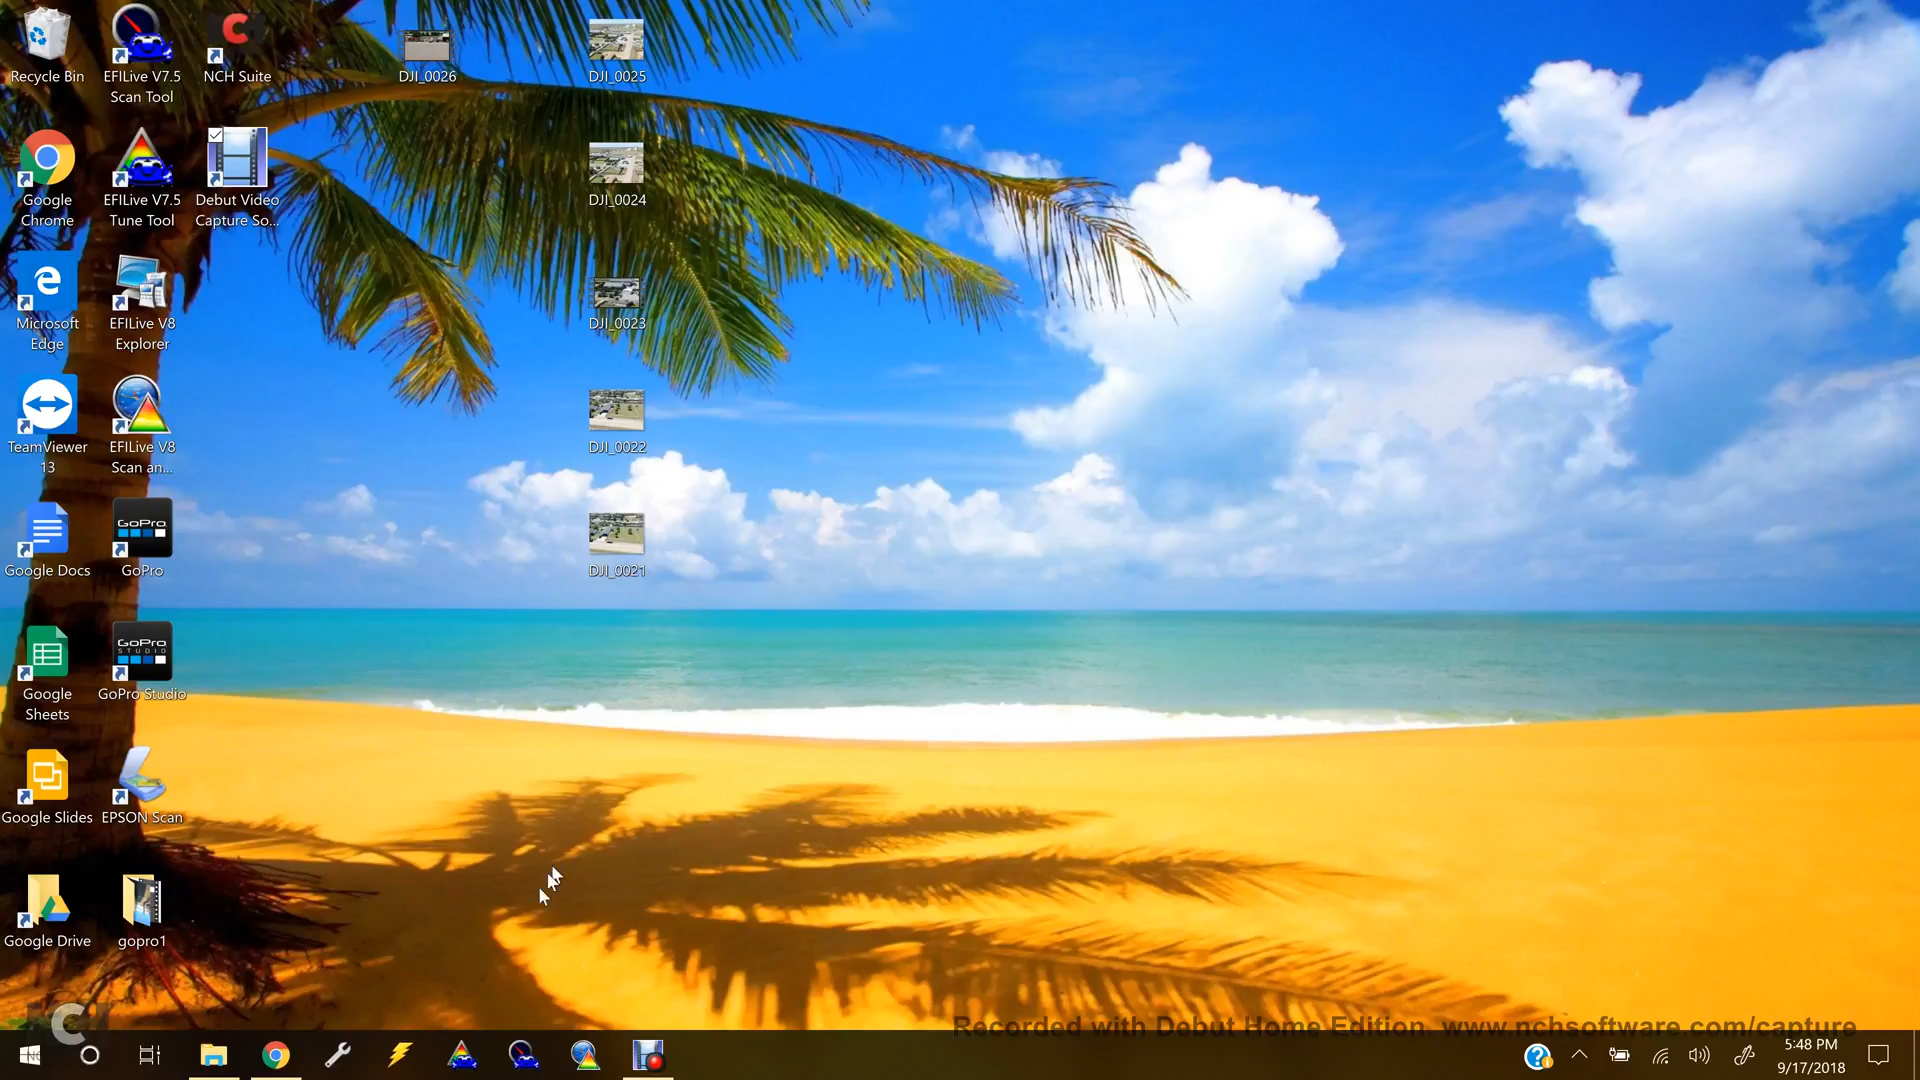 Recycle Bin
EFILive V7.5
Scan Tool
NCH Suite
DJI_0026
DJI_0025
Google
Chrome
EFILive V7.5
Tune Tool
Debut Video
Capture So...
DJI_0024
Microsoft
Edge
EFILive V8
Explorer
DJI_0023
TeamViewer
13
EFILive V8
Scan an...
DJI_0022
Google Docs
GoPro
GoPro
DJI_0021
Google
Sheets
GoPro
STUDIO
GoPro Studio
Google Slides
EPSON Scan
Google Drive
gopro1
Recorded with Debut Home Edition. www.nchsoftware.com/capture
5:48 PM
9/17/2018